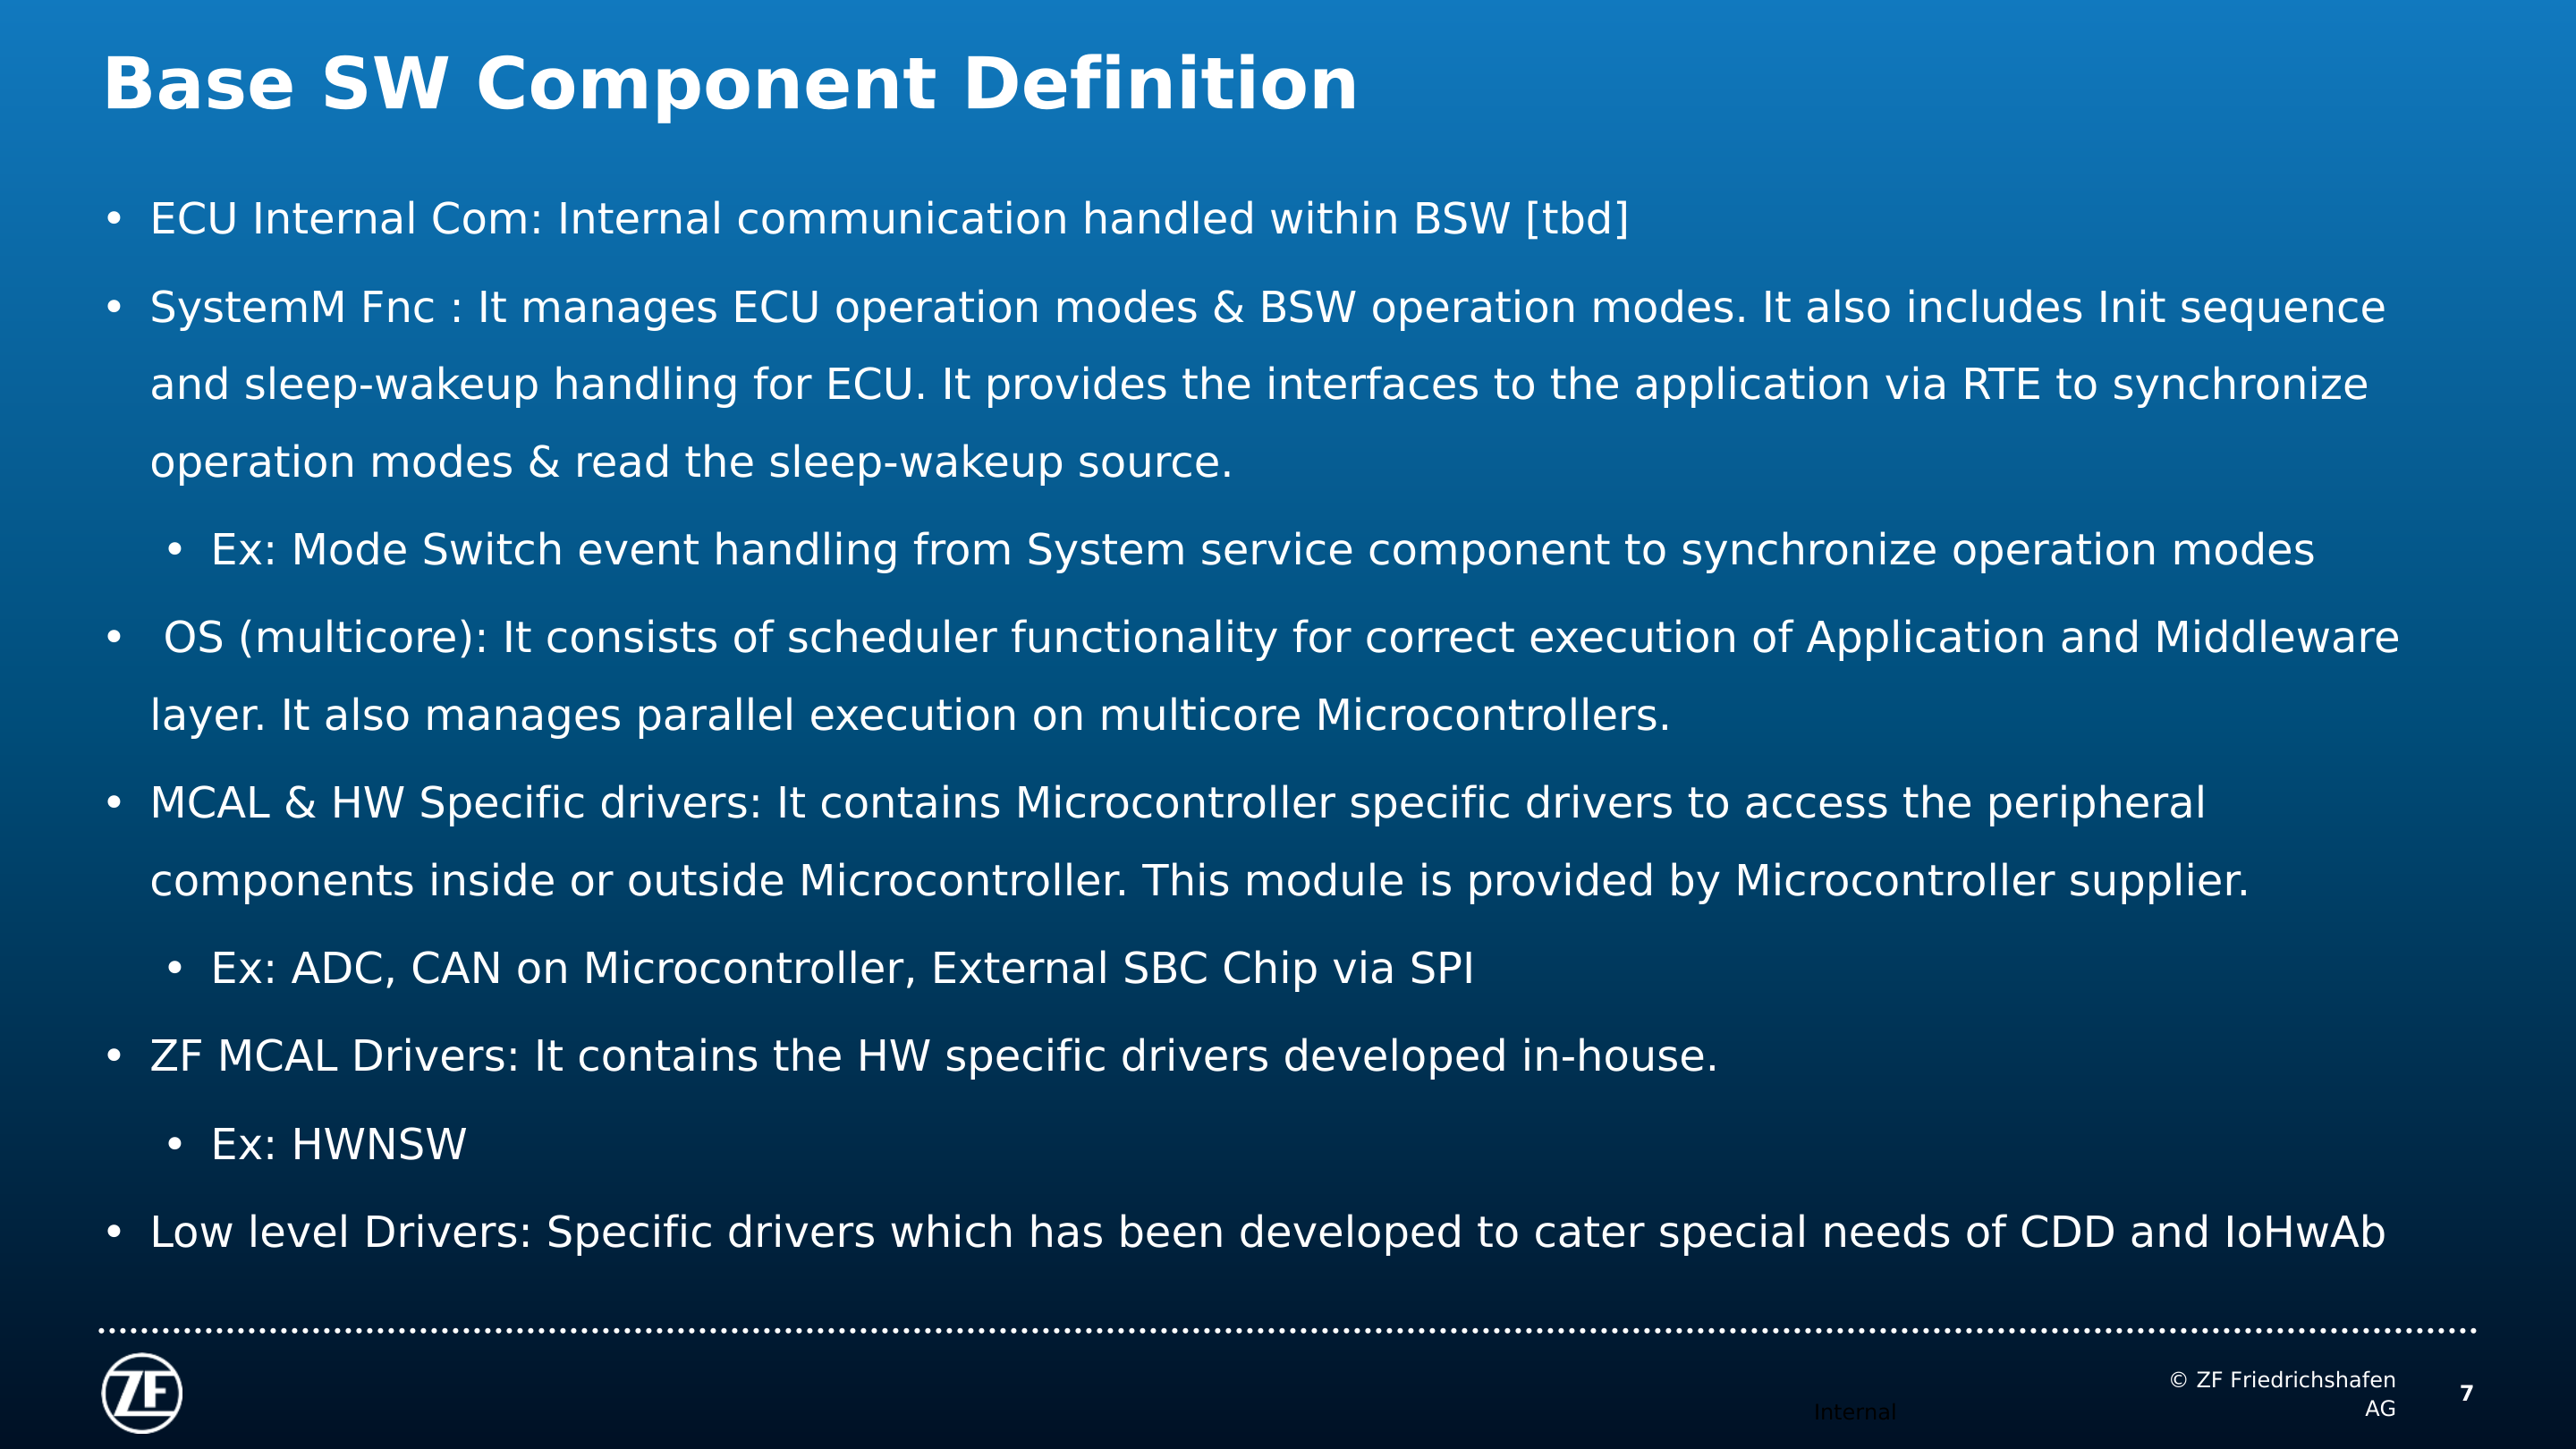 Base SW Component Definition
• ECU Internal Com: Internal communication handled within BSW [tbd]
• SystemM Fnc : It manages ECU operation modes & BSW operation modes. It also includes Init sequence
and sleep-wakeup handling for ECU. It provides the interfaces to the application via RTE to synchronize
operation modes & read the sleep-wakeup source.
• Ex: Mode Switch event handling from System service component to synchronize operation modes
• OS (multicore): It consists of scheduler functionality for correct execution of Application and Middleware
layer. It also manages parallel execution on multicore Microcontrollers.
• MCAL & HW Specific drivers: It contains Microcontroller specific drivers to access the peripheral
components inside or outside Microcontroller. This module is provided by Microcontroller supplier.
• Ex: ADC, CAN on Microcontroller, External SBC Chip via SPI
• ZF MCAL Drivers: It contains the HW specific drivers developed in-house.
• Ex: HWNSW
• Low level Drivers: Specific drivers which has been developed to cater special needs of CDD and IoHwAb
ZF
Internal
© ZF Friedrichshafen
AG
7